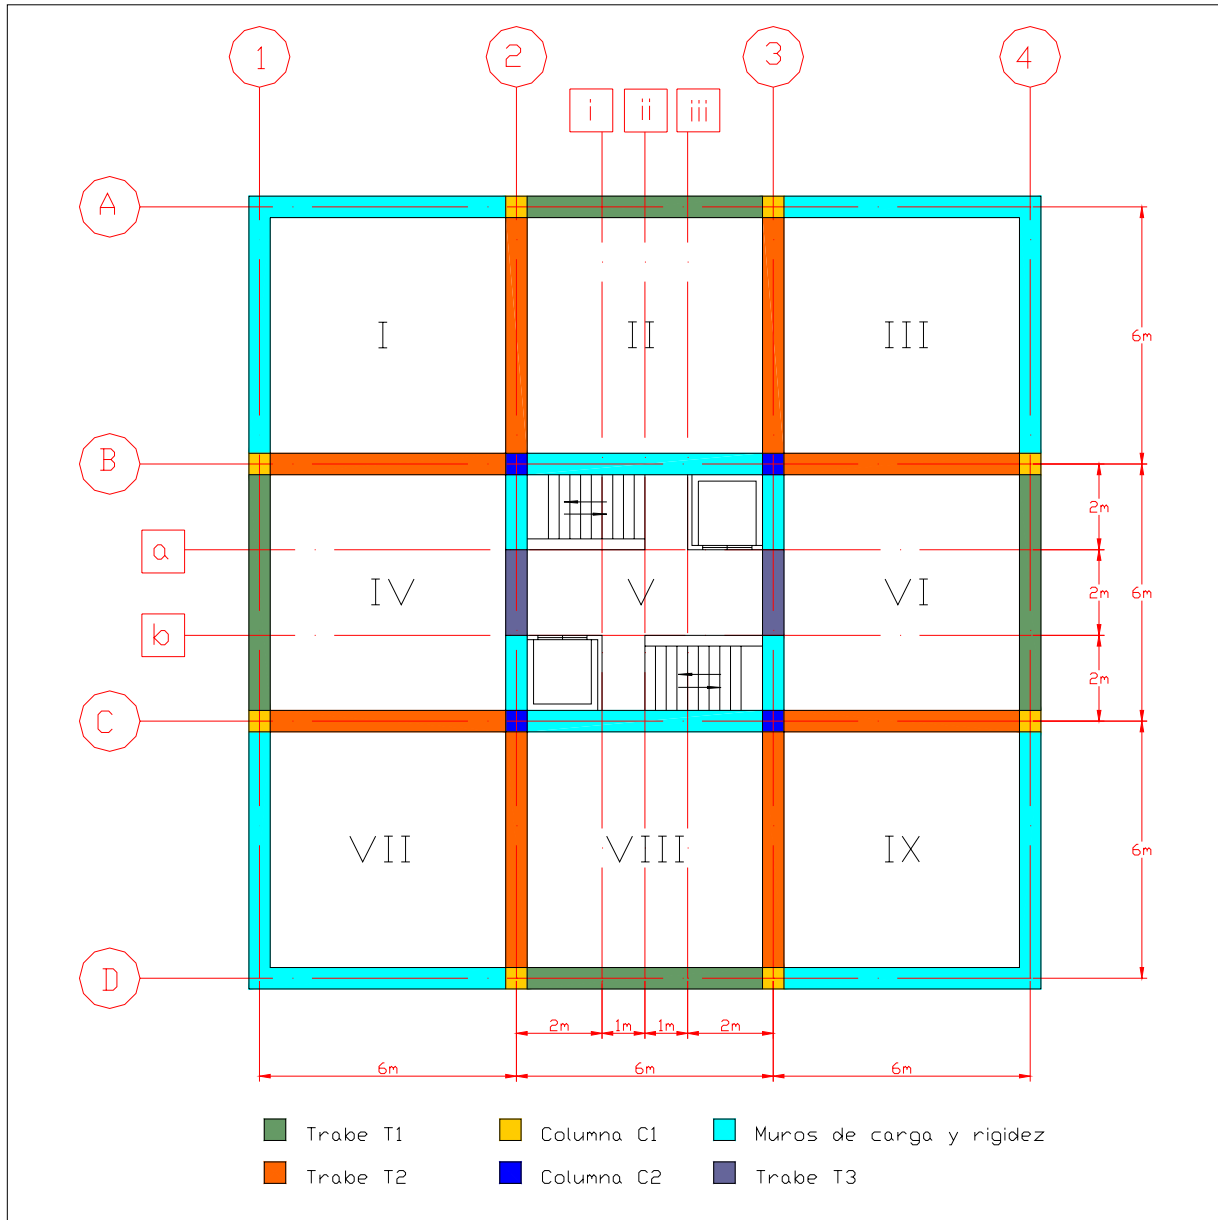 1 2 3 4
i ii iii
A
I II III
6m
B
2m
a
IV V VI
2m 6m
b
2m
C
VII VIII IX
6m
D
2m 1m 1m 2m
6m 6m 6m
Trabe T1 Columna C1 Muros de carga y rigidez
Trabe T2 Columna C2 Trabe T3